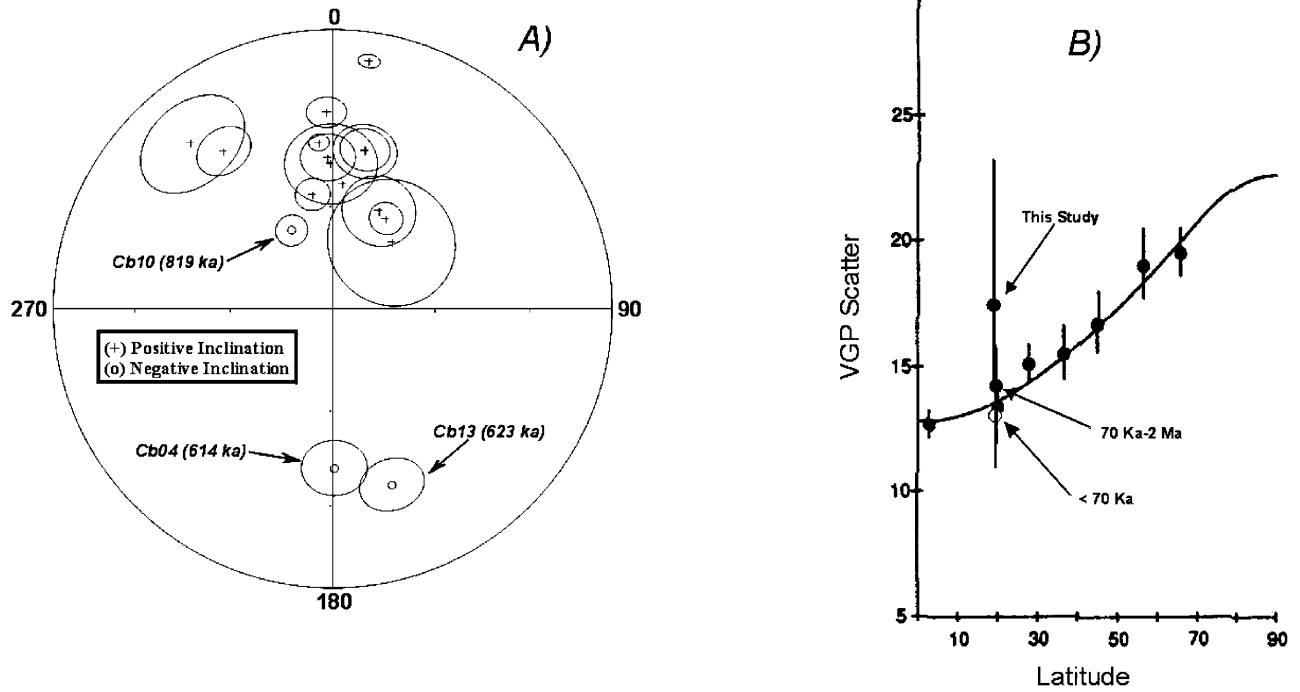 0
A)
Cb10 (819 ka)
270
90
(+) Positive Inclination
(o) Negative Inclination
Cb04 (614 ka)
Cb13 (623 ka)
180
B)
25
20
15
10
5
VGP Scatter
This Study
70 Ka-2 Ma
< 70 Ka
10 30 50 70 90
Latitude